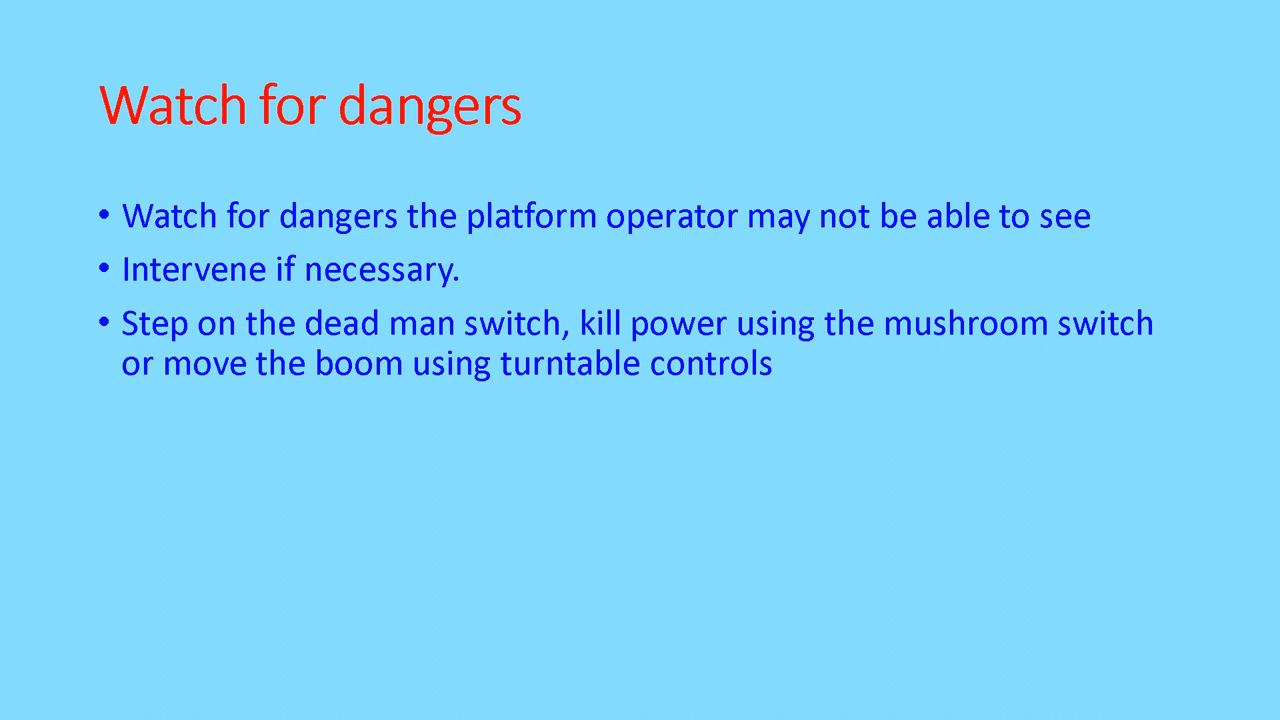 Watch for dangers
• Watch for dangers the platform operator may not be able to see
• Intervene if necessary.
• Step on the dead man switch, kill power using the mushroom switch
or move the boom using turntable controls